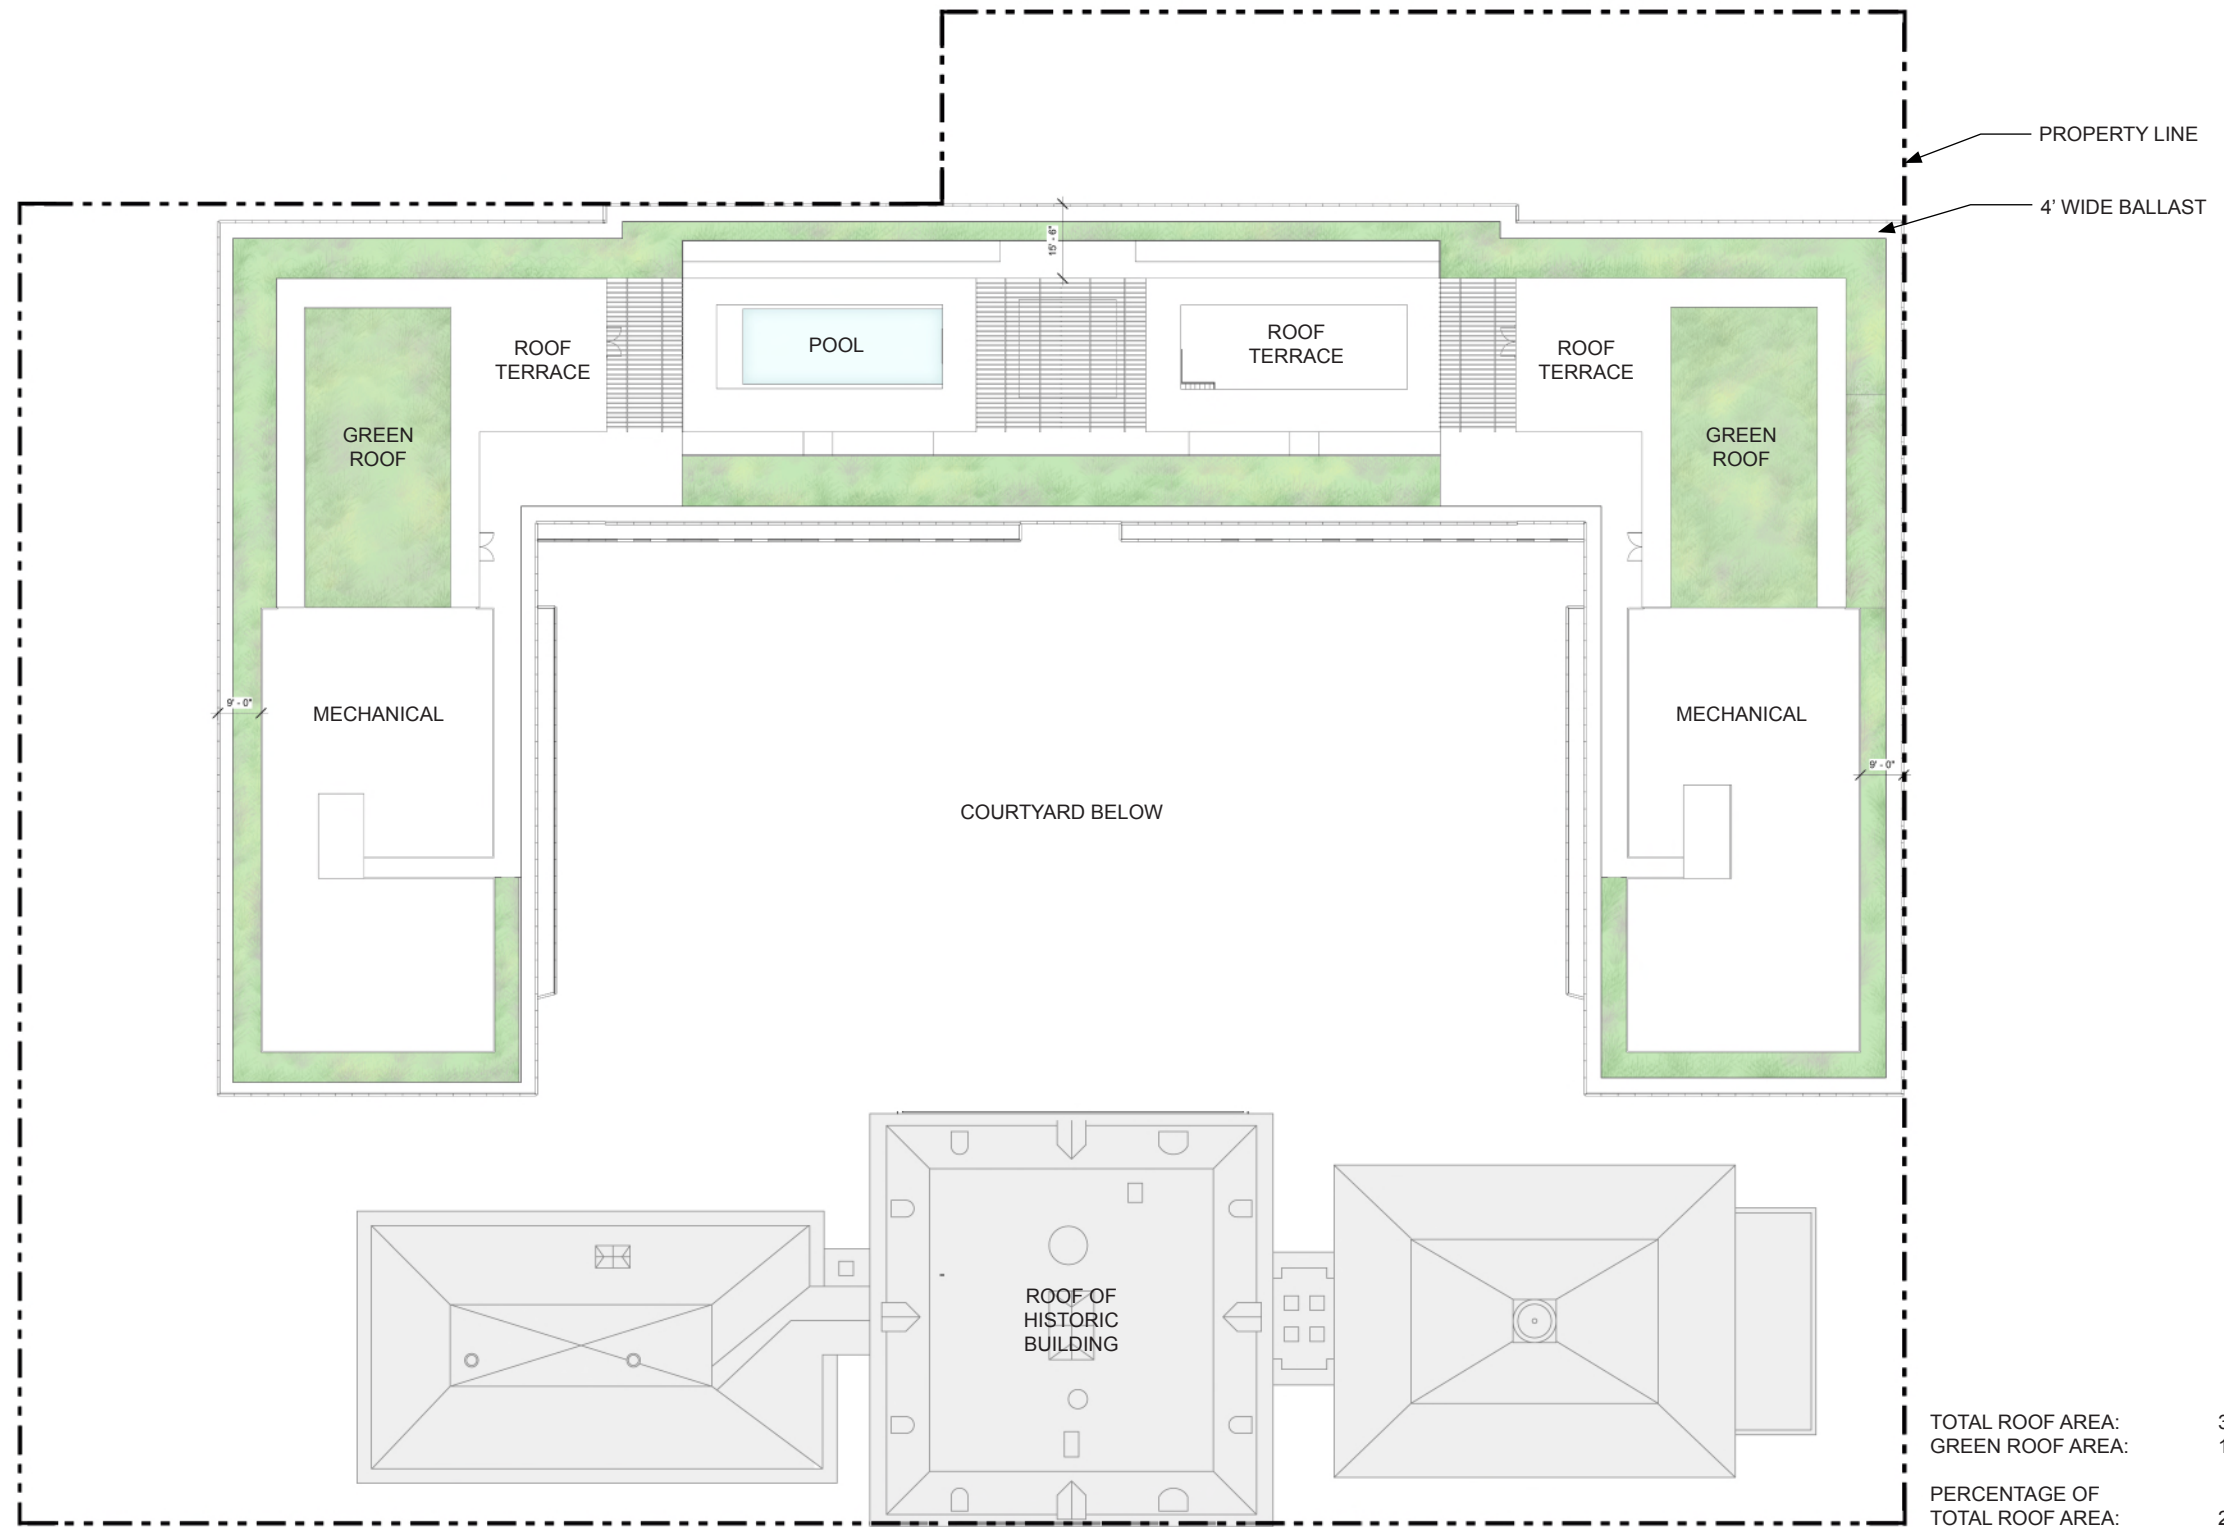 PROPERTY LINE
4' WIDE BALLAST
15' - 6"
ROOF
TERRACE
POOL
ROOF
TERRACE
ROOF
TERRACE
GREEN
ROOF
GREEN
ROOF
9' - 0"
MECHANICAL
MECHANICAL
9' - 0"
COURTYARD BELOW
ROOF OF
HISTORIC
BUILDING
TOTAL ROOF AREA:
GREEN ROOF AREA:
PERCENTAGE OF
TOTAL ROOF AREA: